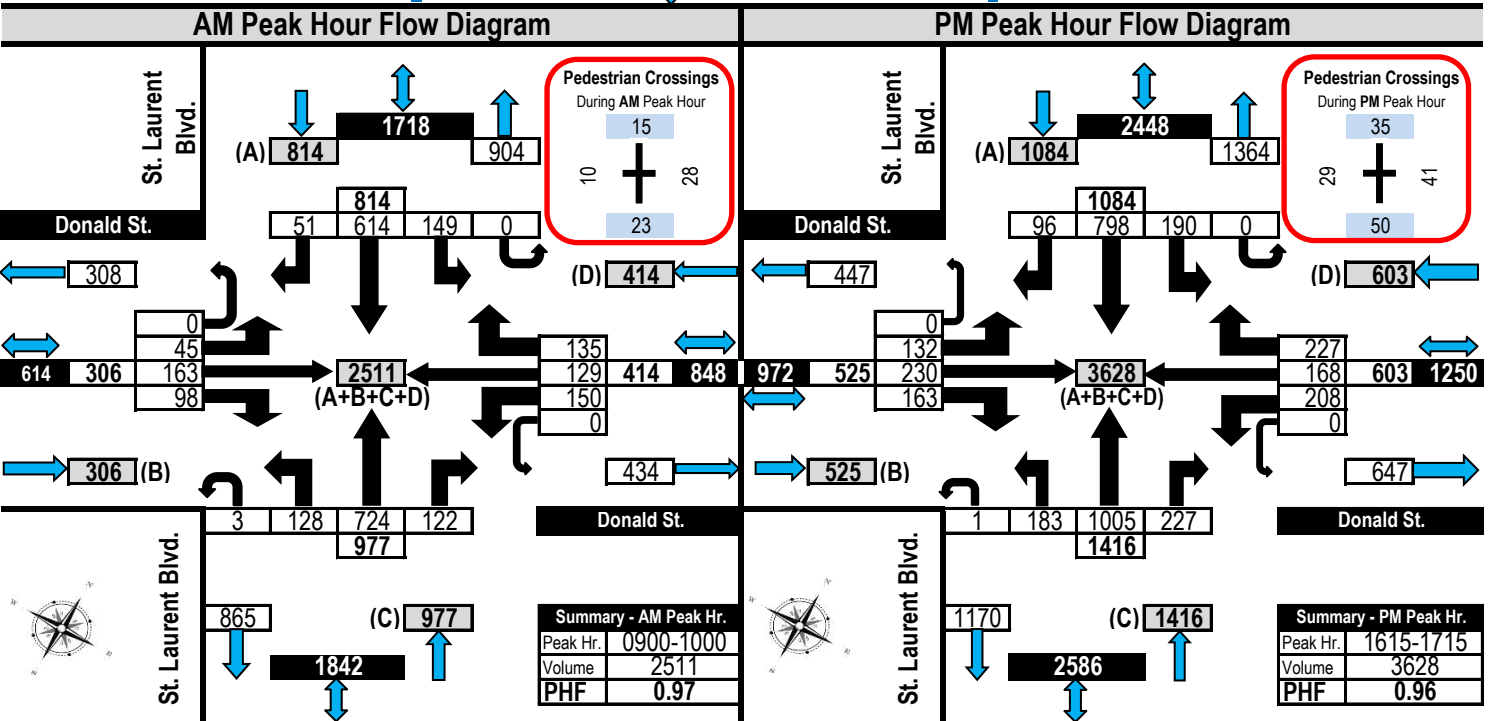 AM Peak Hour Flow Diagram
St. Laurent
Blvd.
Pedestrian Crossings
During AM Peak Hour
15
10
28
23
1718
(A) 814
904
814
51 614 149 0
Donald St.
308
(D) 414
0
45
614 306 163
98
2511
(A+B+C+D)
135
129 414 848
150
0
306 (B)
434
3 128 724 122
977
Donald St.
St. Laurent Blvd.
865
(C) 977
1842
Summary - AM Peak Hr.
Peak Hr. 0900-1000
Volume 2511
PHF 0.97
PM Peak Hour Flow Diagram
St. Laurent
Blvd.
Pedestrian Crossings
During PM Peak Hour
35
29
41
50
2448
(A) 1084
1364
1084
96 798 190 0
Donald St.
447
(D) 603
0
132
972 525 230
163
3628
(A+B+C+D)
227
168 603 1250
208
0
525 (B)
647
1 183 1005 227
1416
Donald St.
St. Laurent Blvd.
1170
(C) 1416
2586
Summary - PM Peak Hr.
Peak Hr. 1615-1715
Volume 3628
PHF 0.96